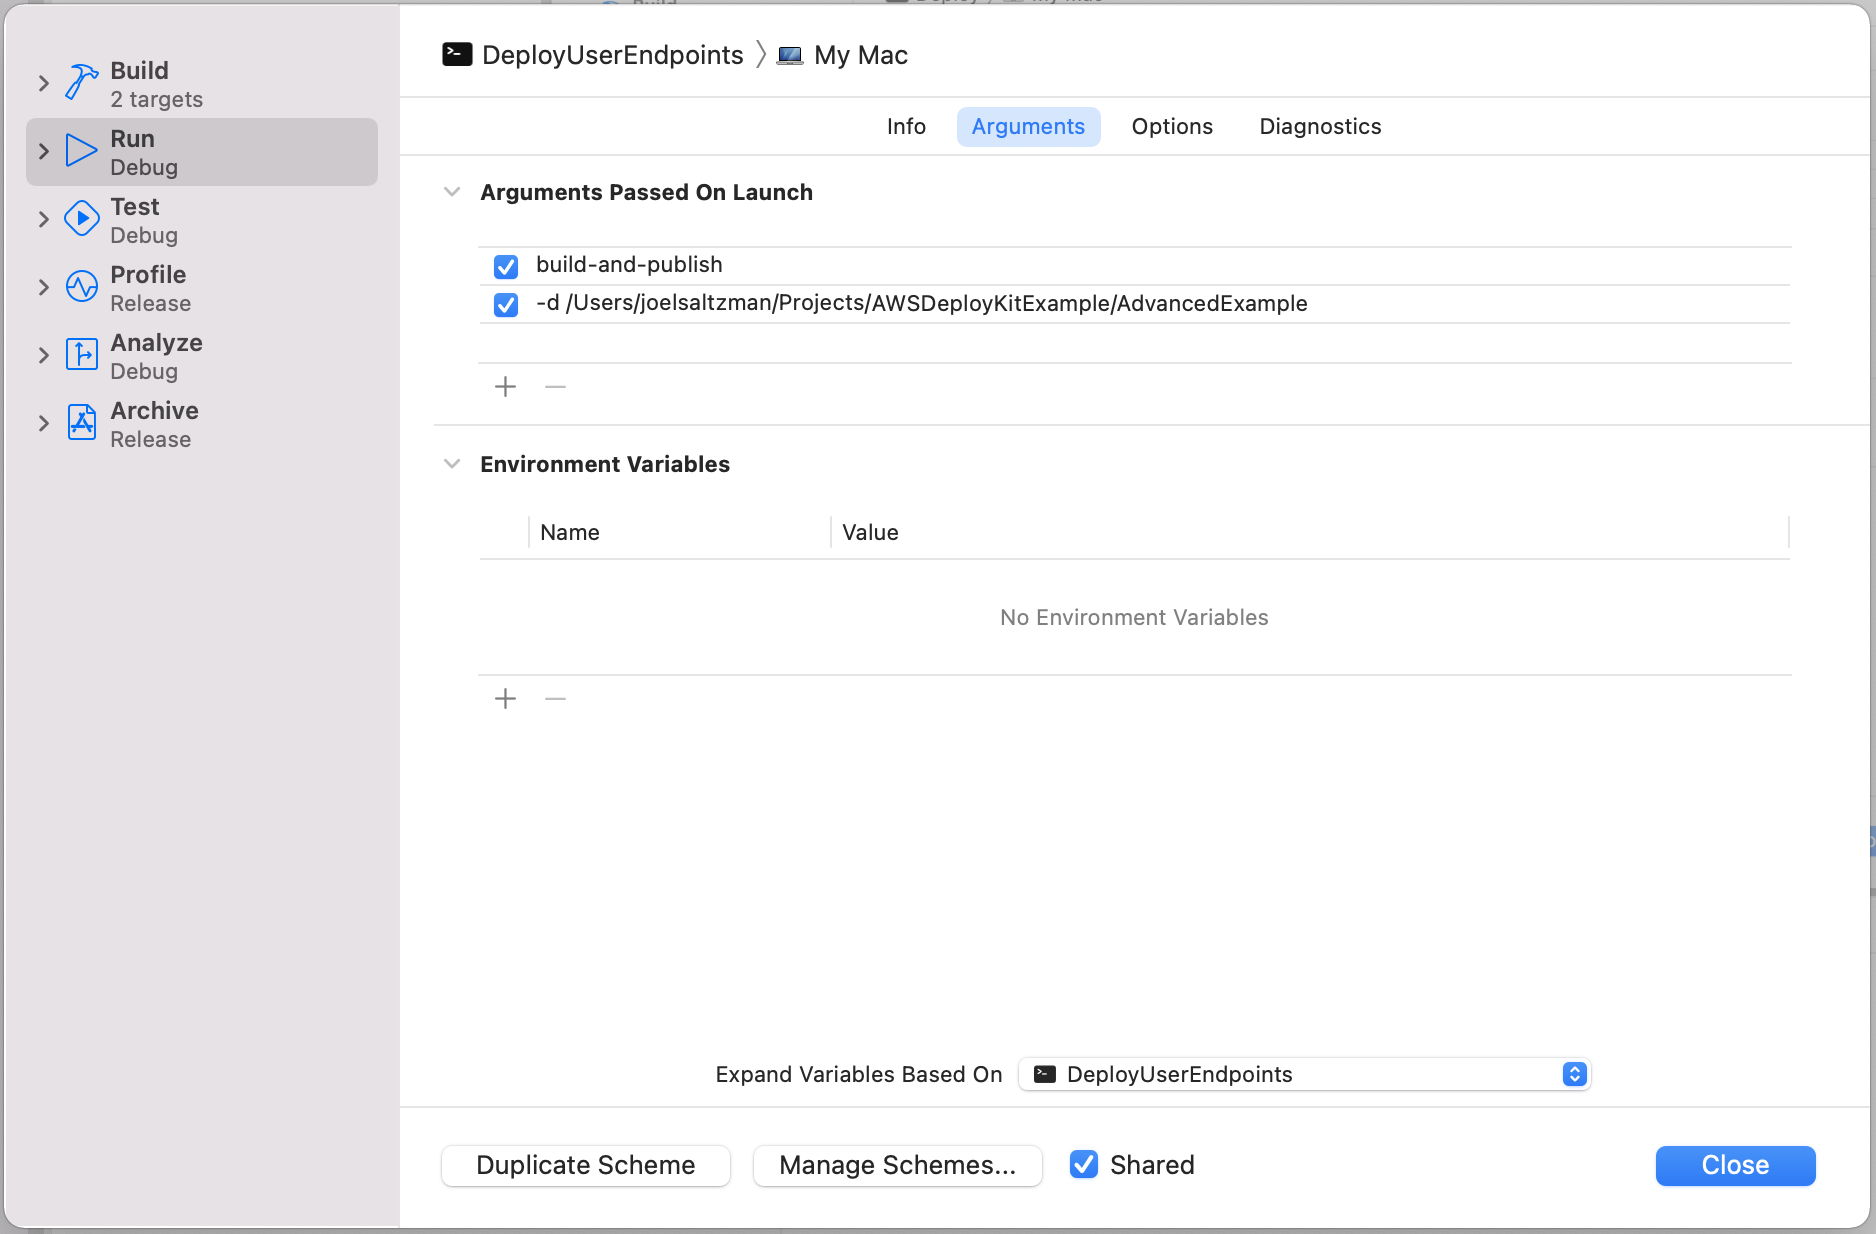 Build
2 targets
Run
Debug
Test
Debug
Profile
Release
Analyze
Debug
Archive
Release
DeployUserEndpoints 〉 My Mac
Info Arguments Options Diagnostics
Arguments Passed On Launch
build-and-publish
-d /Users/joelsaltzman/Projects/AWSDeployKitExample/AdvancedExample
Environment Variables
Name Value
No Environment Variables
Expand Variables Based On DeployUserEndpoints
Duplicate Scheme Manage Schemes... Shared Close